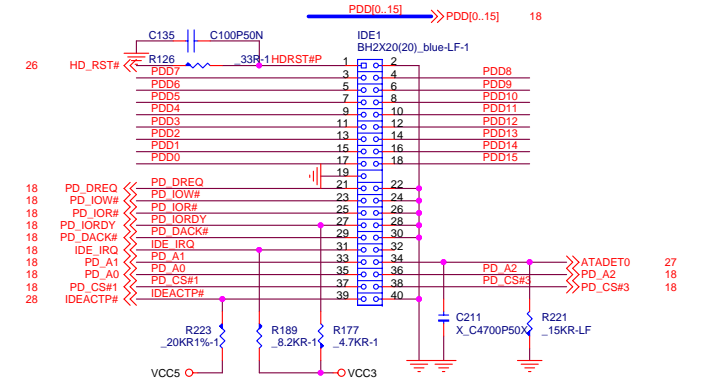 PDD[0..15] PDD[0..15] 18
C135 C100P50N IDE1
BH2X20(20)_blue-LF-1
26 HD_RST# R126 _33R-1 HDRST#P 1 2
PDD7 3 4 PDD8
PDD6 5 6 PDD9
PDD5 7 8 PDD10
PDD4 9 10 PDD11
PDD3 11 12 PDD12
PDD2 13 14 PDD13
PDD1 15 16 PDD14
PDD0 17 18 PDD15
19
18 PD_DREQ PD_DREQ 21 22
18 PD_IOW# PD_IOW# 23 24
18 PD_IOR# PD_IOR# 25 26
18 PD_IORDY PD_IORDY 27 28
18 PD_DACK# PD_DACK# 29 30
18 IDE_IRQ IDE_IRQ 31 32
18 PD_A1 PD_A1 33 34 ATADET0 27
18 PD_A0 PD_A0 35 36 PD_A2 PD_A2 18
18 PD_CS#1 PD_CS#1 37 38 PD_CS#3 PD_CS#3 18
28 IDEACTP# IDEACTP# 39 40
R223 R189 R177 C211 R221
_20KR1%-1 _8.2KR-1 _4.7KR-1 X_C4700P50X _15KR-LF
VCC5 VCC3